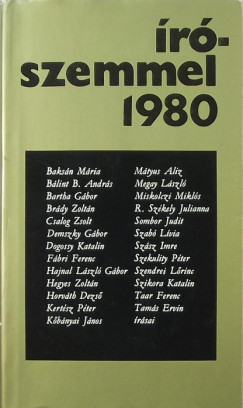 író-
szemmel
1980
Baksán Mária
Bálint B. András
Bartha Gábor
Brády Zoltán
Csalog Zsolt
Demszky Gábor
Dogossy Katalin
Fábri Ferenc
Hajnal László Gábor
Hegyes Zoltán
Horváth Dezső
Kertész Péter
Kőbányai János
Mátyus Aliz
Megay László
Miskolczi Miklós
R. Székely Julianna
Sombor Judit
Szabó Lívia
Szász Imre
Szekulity Péter
Szendrei Lőrinc
Szikora Katalin
Taar Ferenc
Tamás Ervin
írásai